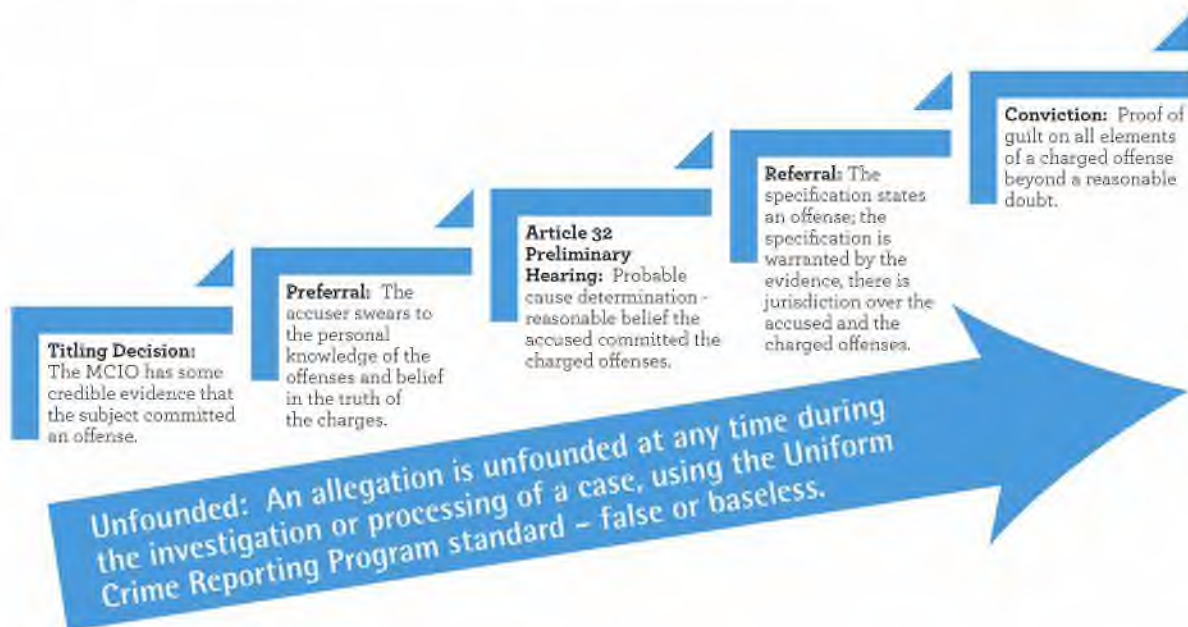 Titling Decision:
The MCIO has some
credible evidence that
the subject committed
an offense.
Preferral: The
accuser swears to
the personal
knowledge of the
offenses and belief
in the truth of
the charges.
Article 32
Preliminary
Hearing: Probable
cause determination -
reasonable belief the
accused committed the
charged offenses.
Referral: The
specification states
an offense; the
specification is
warranted by the
evidence, there is
jurisdiction over the
accused and the
charged offenses.
Conviction: Proof of
guilt on all elements
of a charged offense
beyond a reasonable
doubt.
Unfounded: An allegation is unfounded at any time during
the investigation or processing of a case, using the Uniform
Crime Reporting Program standard – false or baseless.